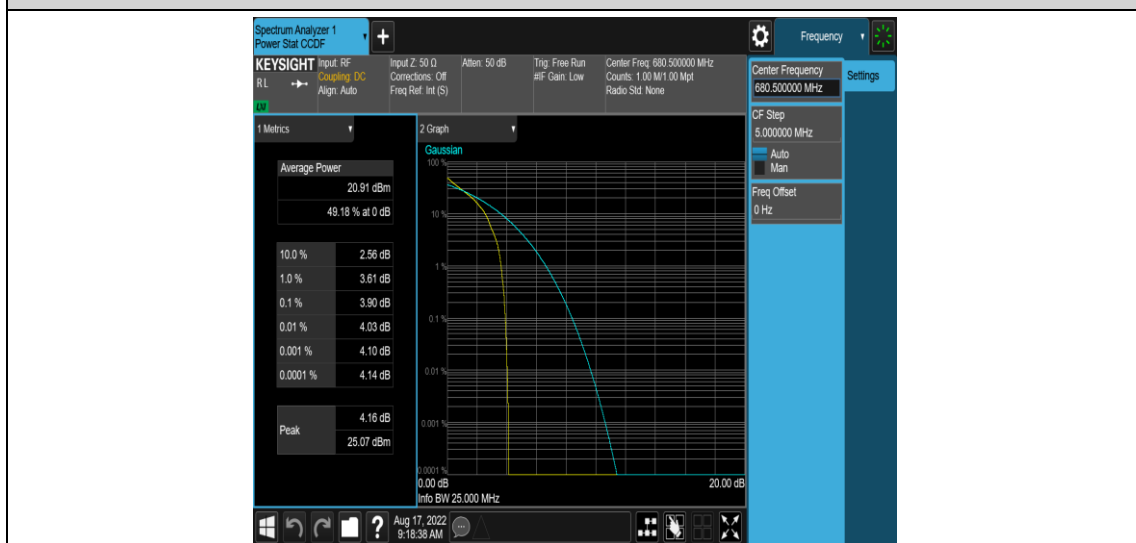 Spectrum Analyzer 1
Power Stat CCDF
+
Frequency
KEYSIGHT
RL
LXI
Input: RF
Coupling: DC
Align: Auto
Input Z: 50 Ω
Corrections: Off
Freq Ref: Int (S)
Atten: 50 dB
Trig: Free Run
#IF Gain: Low
Center Freq: 680.500000 MHz
Counts: 1.00 M/1.00 Mpt
Radio Std: None
Center Frequency
680.500000 MHz
Settings
CF Step
5.000000 MHz
Auto
Man
Freq Offset
0 Hz
1 Metrics
Average Power
20.91 dBm
49.18 % at 0 dB
10.0 % 2.56 dB
1.0 % 3.61 dB
0.1 % 3.90 dB
0.01 % 4.03 dB
0.001 % 4.10 dB
0.0001 % 4.14 dB
Peak
4.16 dB
25.07 dBm
2 Graph
Gaussian
100 %
10 %
1 %
0.1 %
0.01 %
0.001 %
0.0001 %
0.00 dB 20.00 dB
Info BW 25.000 MHz
?
Aug 17, 2022
9:18:38 AM